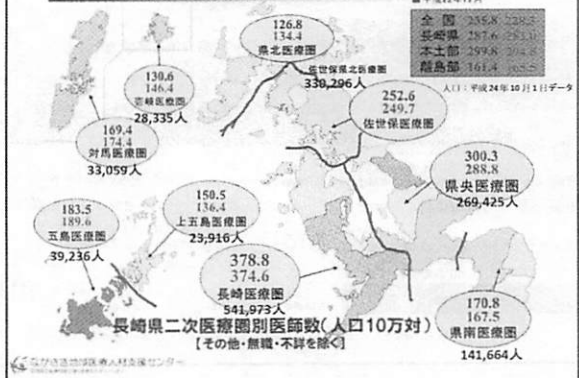 126.8
134.4
県北医療圏
佐世保県北医療圏
330,296人
全国 235.8
長崎県 287.6
本土部 299.8
離島部 161.4
人口：平成24年10月1日データ
130.6
146.4
壱岐医療圏
28,335人
252.6
249.7
佐世保医療圏
169.4
174.4
対馬医療圏
33,059人
300.3
288.8
県央医療圏
269,425人
150.5
136.4
上五島医療圏
23,916人
183.5
189.6
五島医療圏
39,236人
378.8
374.6
長崎医療圏
541,973人
170.8
167.5
県南医療圏
141,664人
長崎県二次医療圏別医師数(人口10万対)
【その他・無職・不詳を除く】
ながさき地域医療人材支援センター